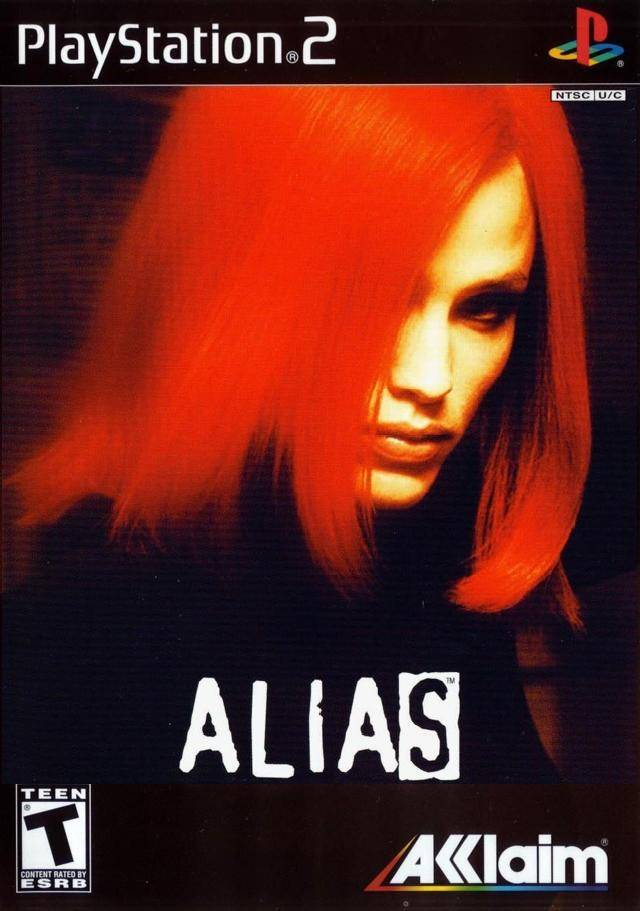 PlayStation®2
®
NTSC U/C
ALIAS™
TEEN
®
T
CONTENT RATED BY
ESRB
AKKlaim®